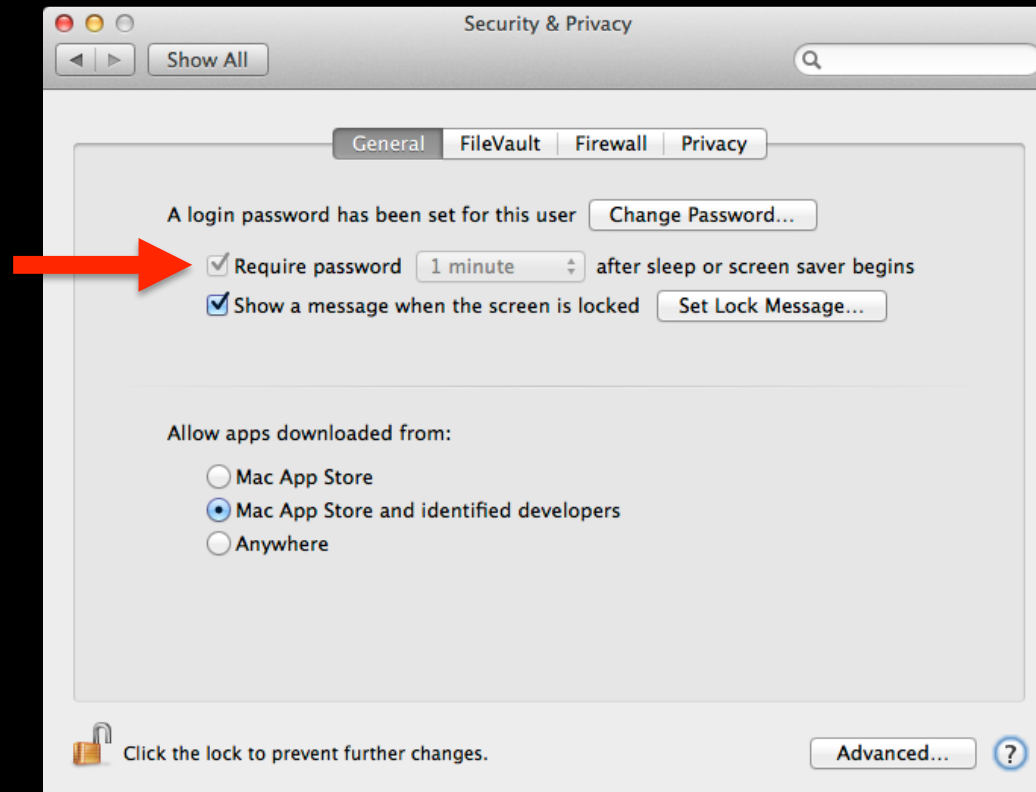 Security & Privacy
Show All
General FileVault Firewall Privacy
A login password has been set for this user Change Password...
Require password 1 minute after sleep or screen saver begins
Show a message when the screen is locked Set Lock Message...
Allow apps downloaded from:
Mac App Store
Mac App Store and identified developers
Anywhere
Click the lock to prevent further changes. Advanced... ?